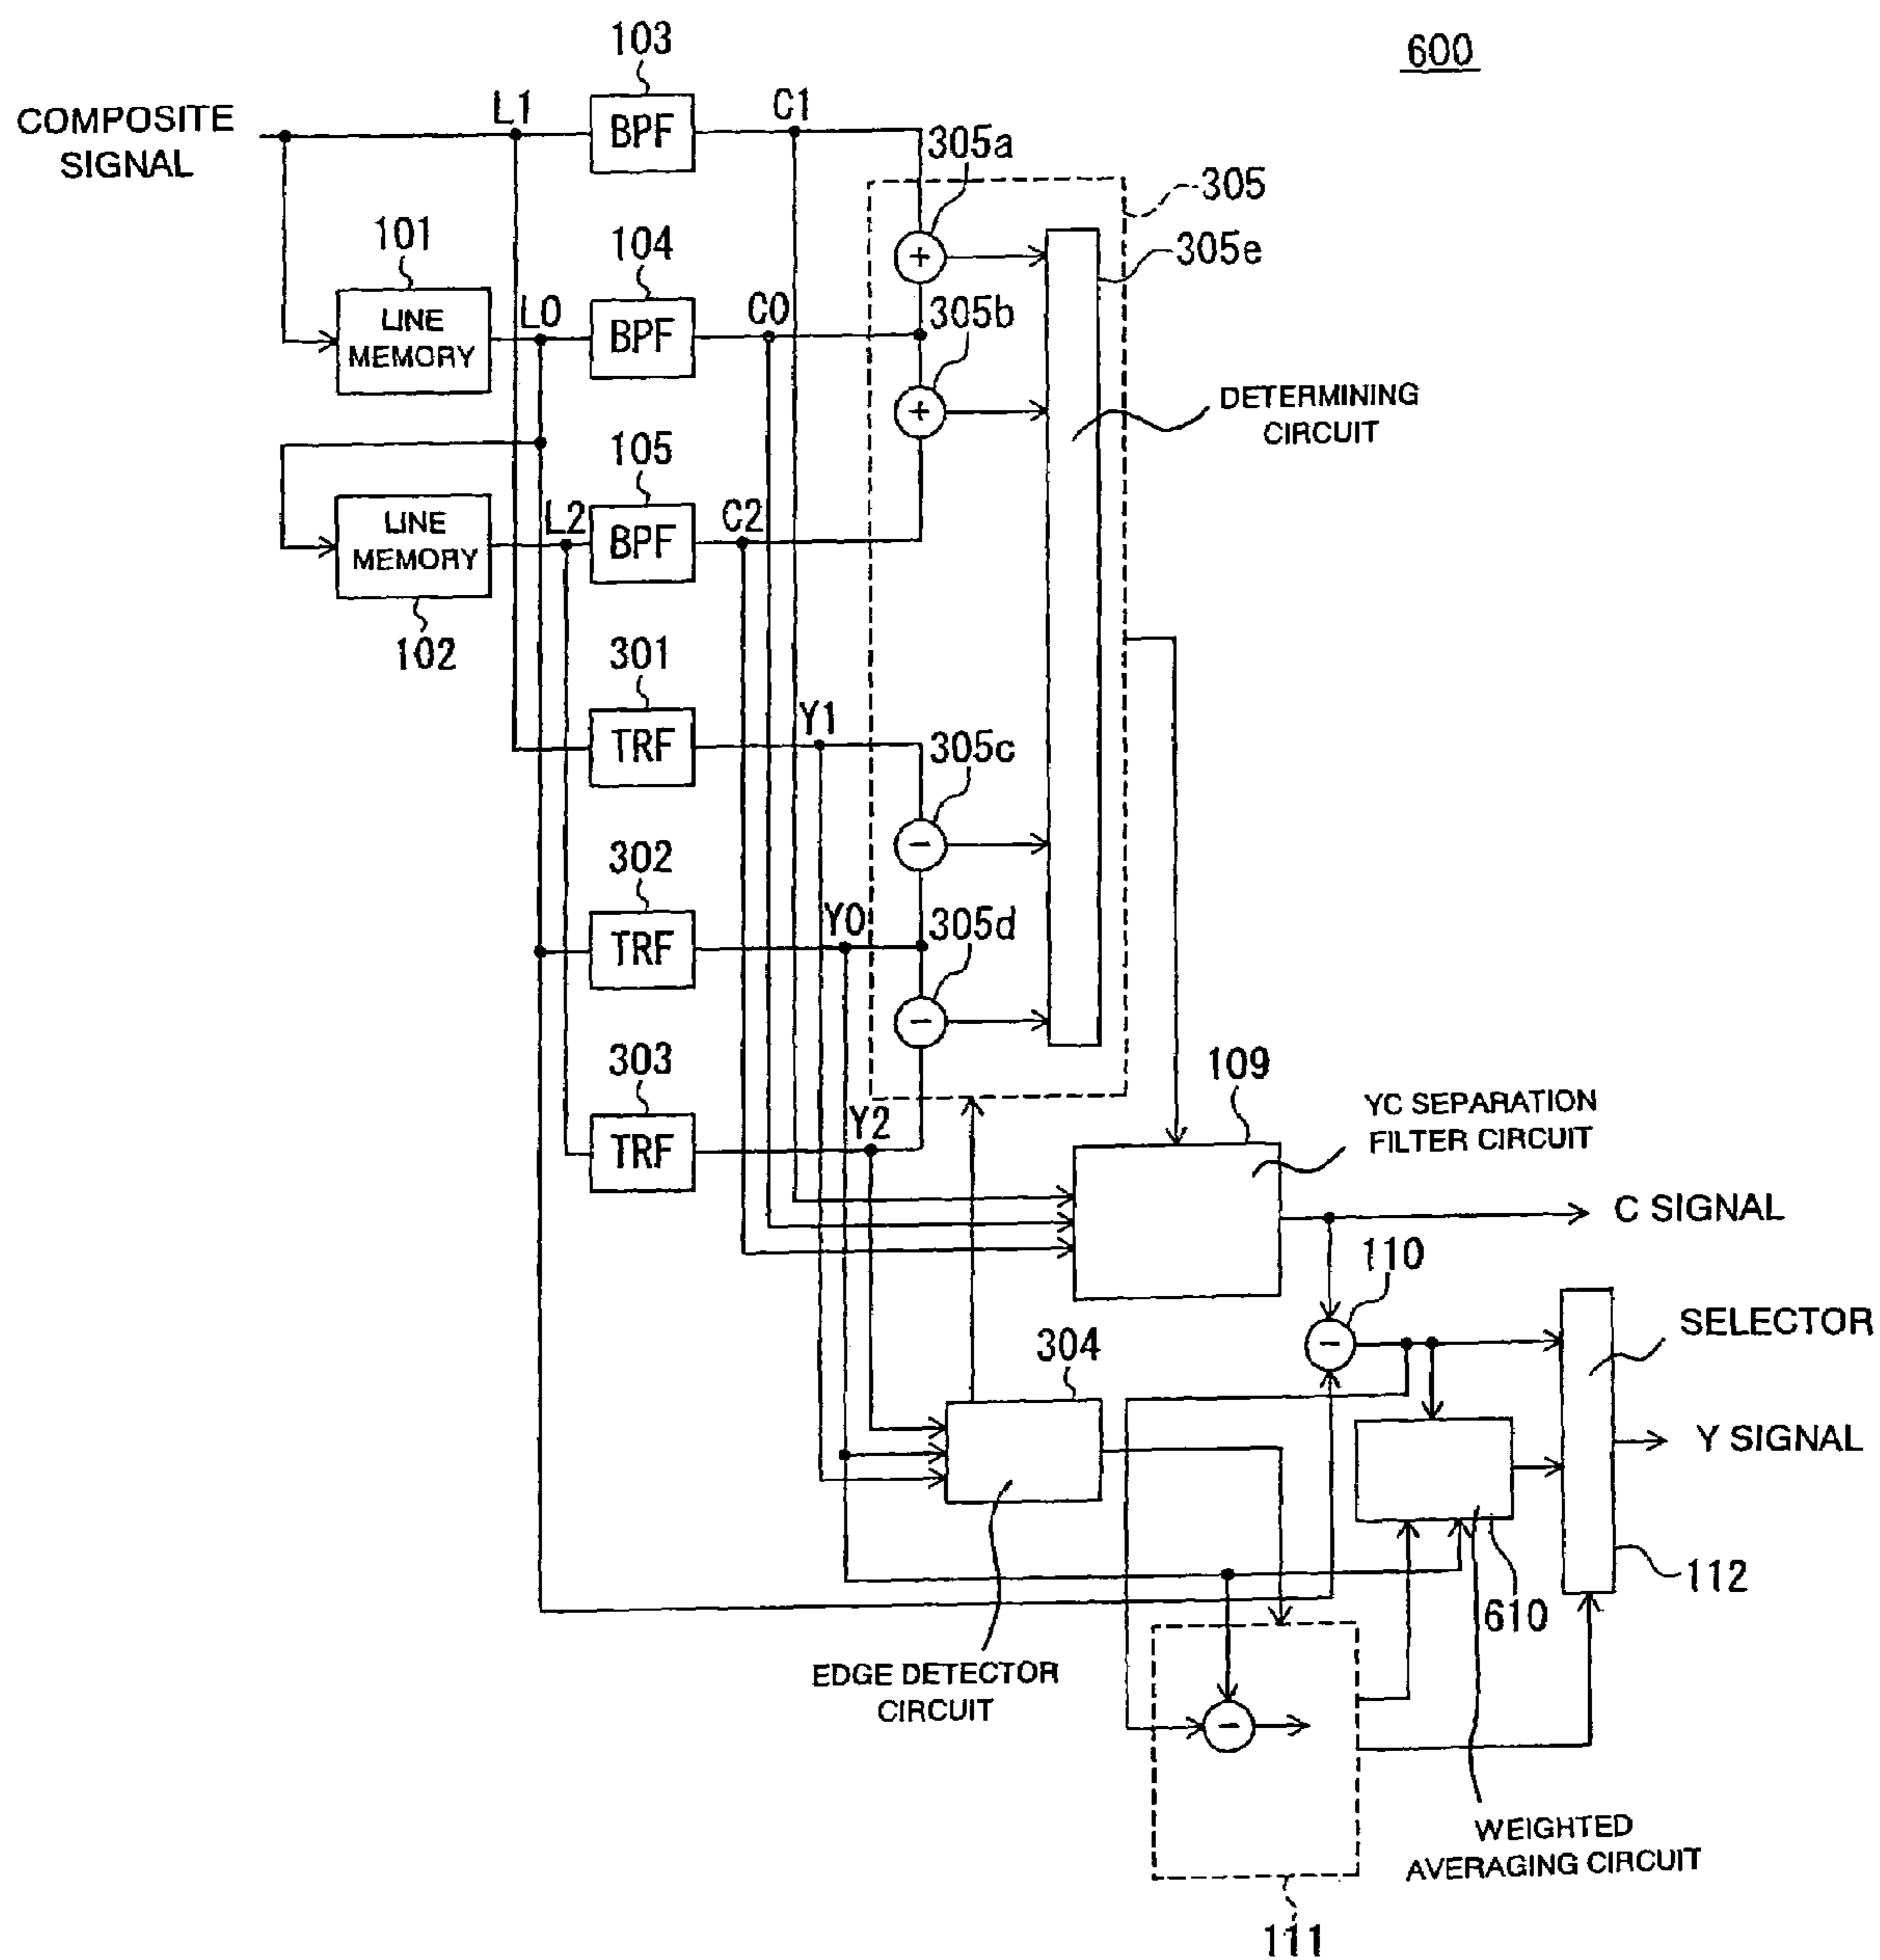 600
103
COMPOSITE
SIGNAL
L1
BPF
C1
305a
305
101
LINE
MEMORY
L0
104
BPF
C0
305b
305e
+
+
DETERMINING
CIRCUIT
105
LINE
MEMORY
L2
BPF
C2
102
301
TRF
Y1
305c
−
302
TRF
Y0
305d
−
303
TRF
Y2
109
YC SEPARATION
FILTER CIRCUIT
C SIGNAL
110
−
SELECTOR
304
Y SIGNAL
112
610
EDGE DETECTOR
CIRCUIT
−
WEIGHTED
AVERAGING CIRCUIT
111